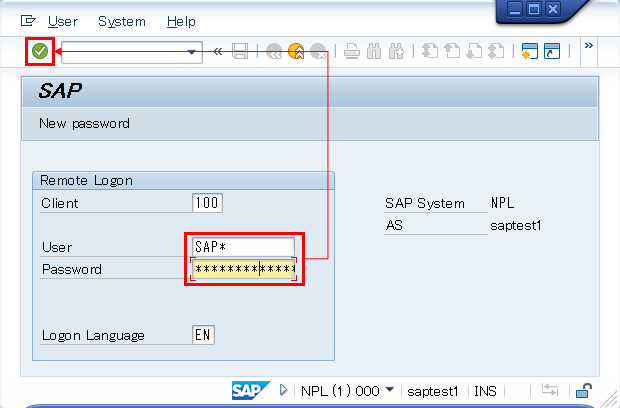 User System Help
SAP
New password
Remote Logon
Client 100
SAP System NPL
AS saptest1
User SAP*
Password *************
Logon Language EN
SAP NPL (1) 000 saptest1 INS